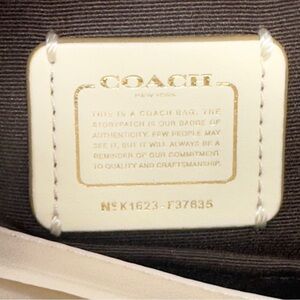 COACH
NEW YORK
THIS IS A COACH BAG. THE
STORYPATCH IS OUR BADGE OF
AUTHENTICITY. FEW PEOPLE MAY
SEE IT, BUT IT WILL ALWAYS BE A
REMINDER OF OUR COMMITMENT
TO QUALITY AND CRAFTSMANSHIP.
Nº K1623-F37635